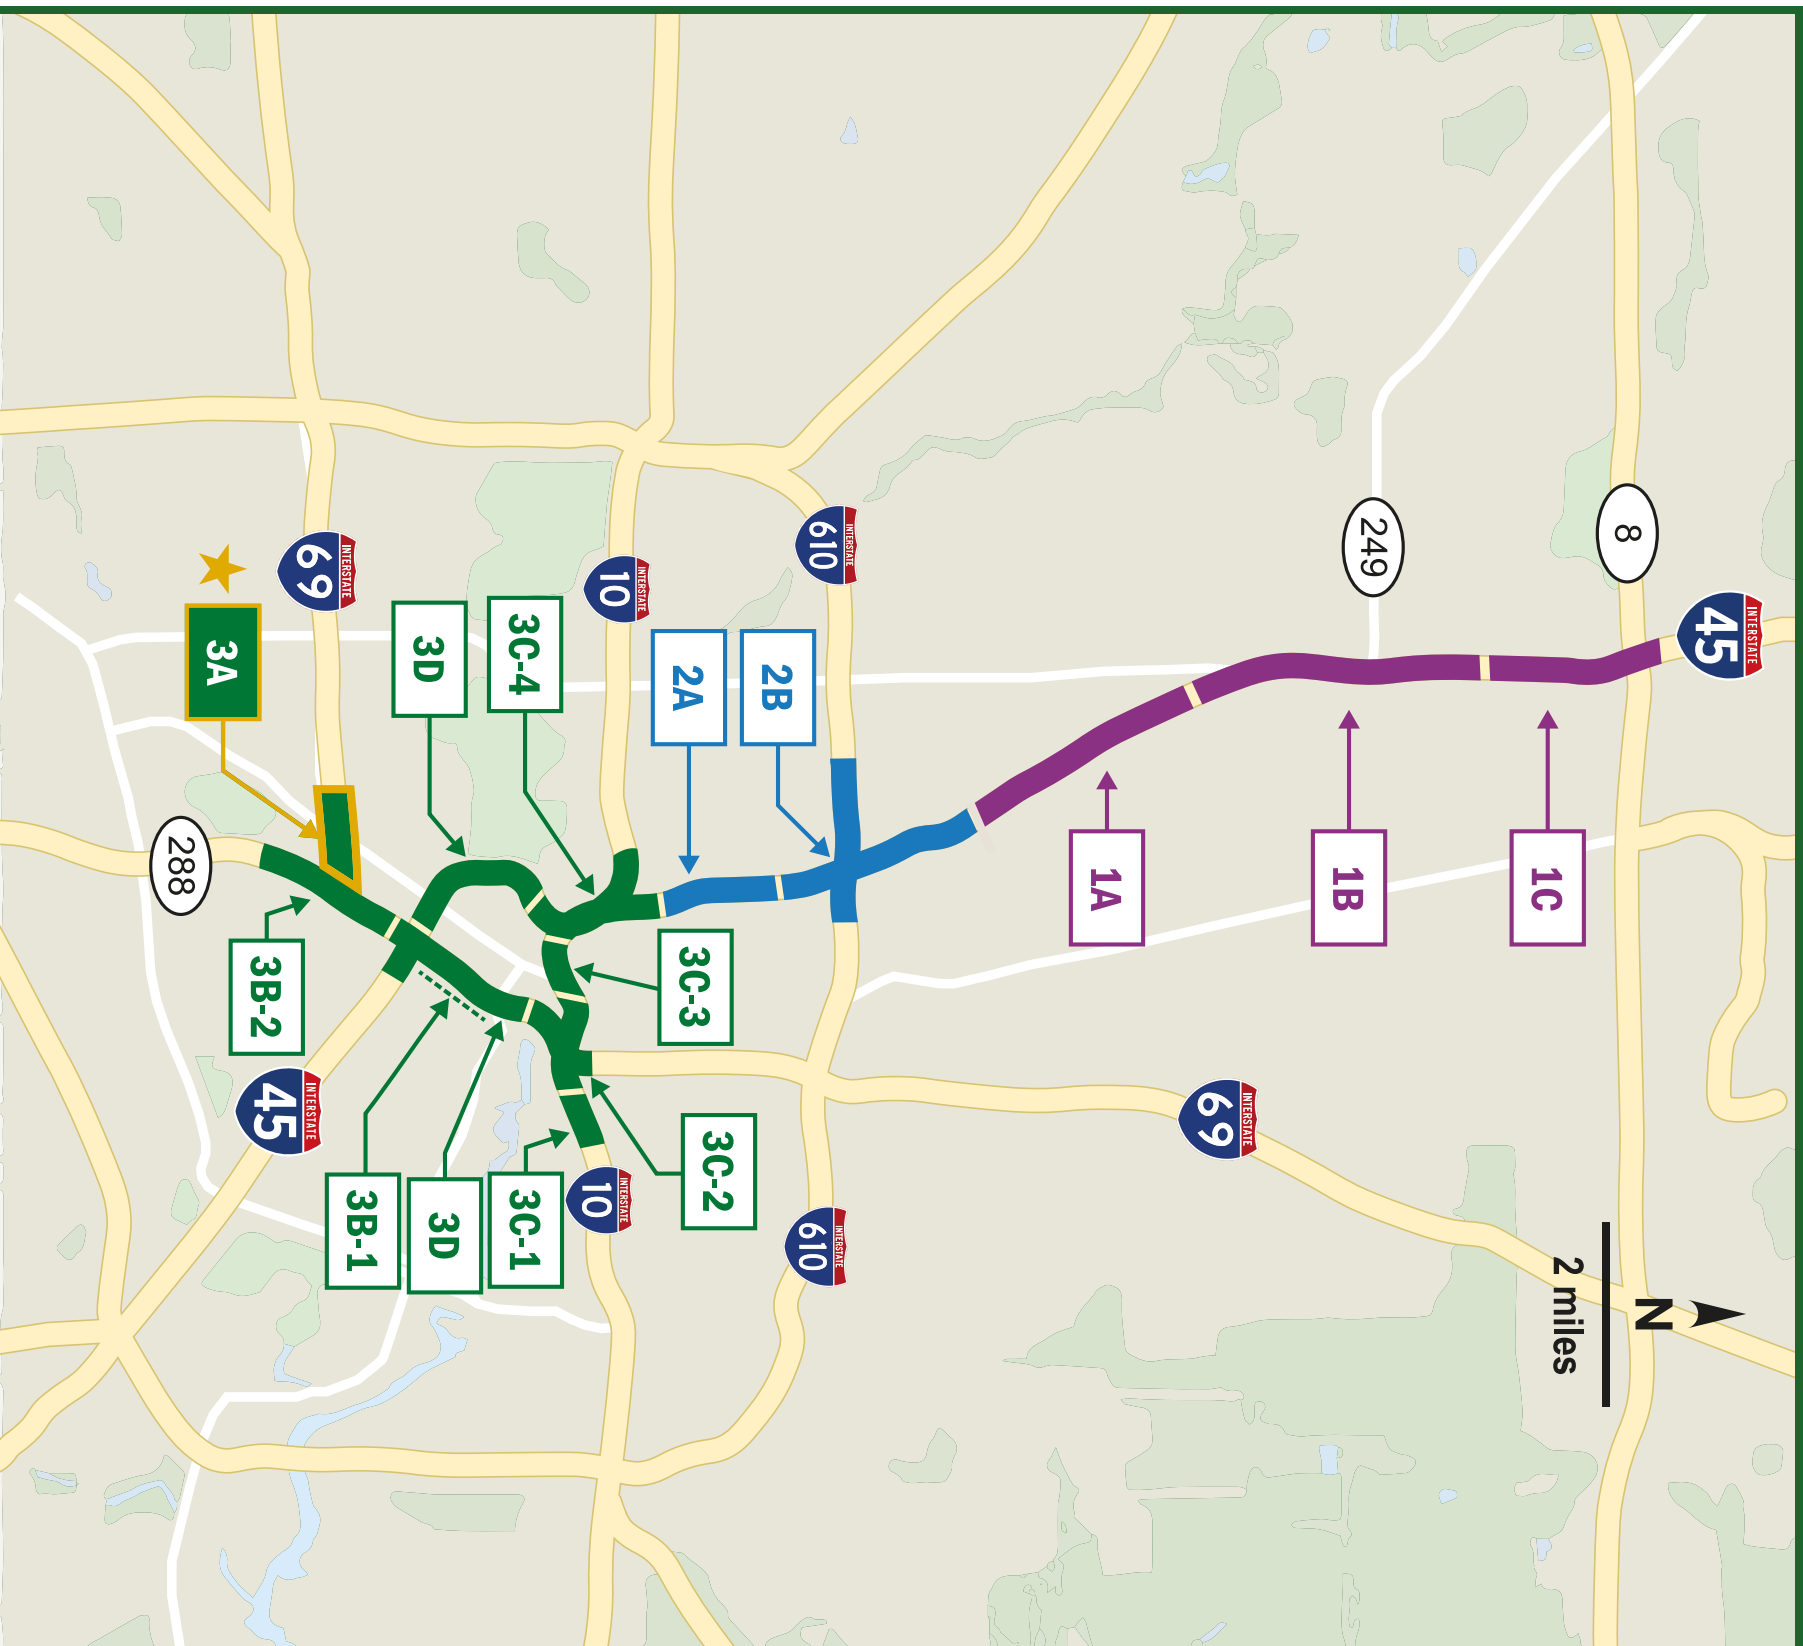 INTERSTATE
45
8
249
1C
1B
1A
INTERSTATE
610
INTERSTATE
10
INTERSTATE
69
2B
2A
3C-4
3D
3A
288
3C-3
3B-2
INTERSTATE
45
3C-2
INTERSTATE
69
3C-1
3D
3B-1
INTERSTATE
10
INTERSTATE
610
N
2 miles